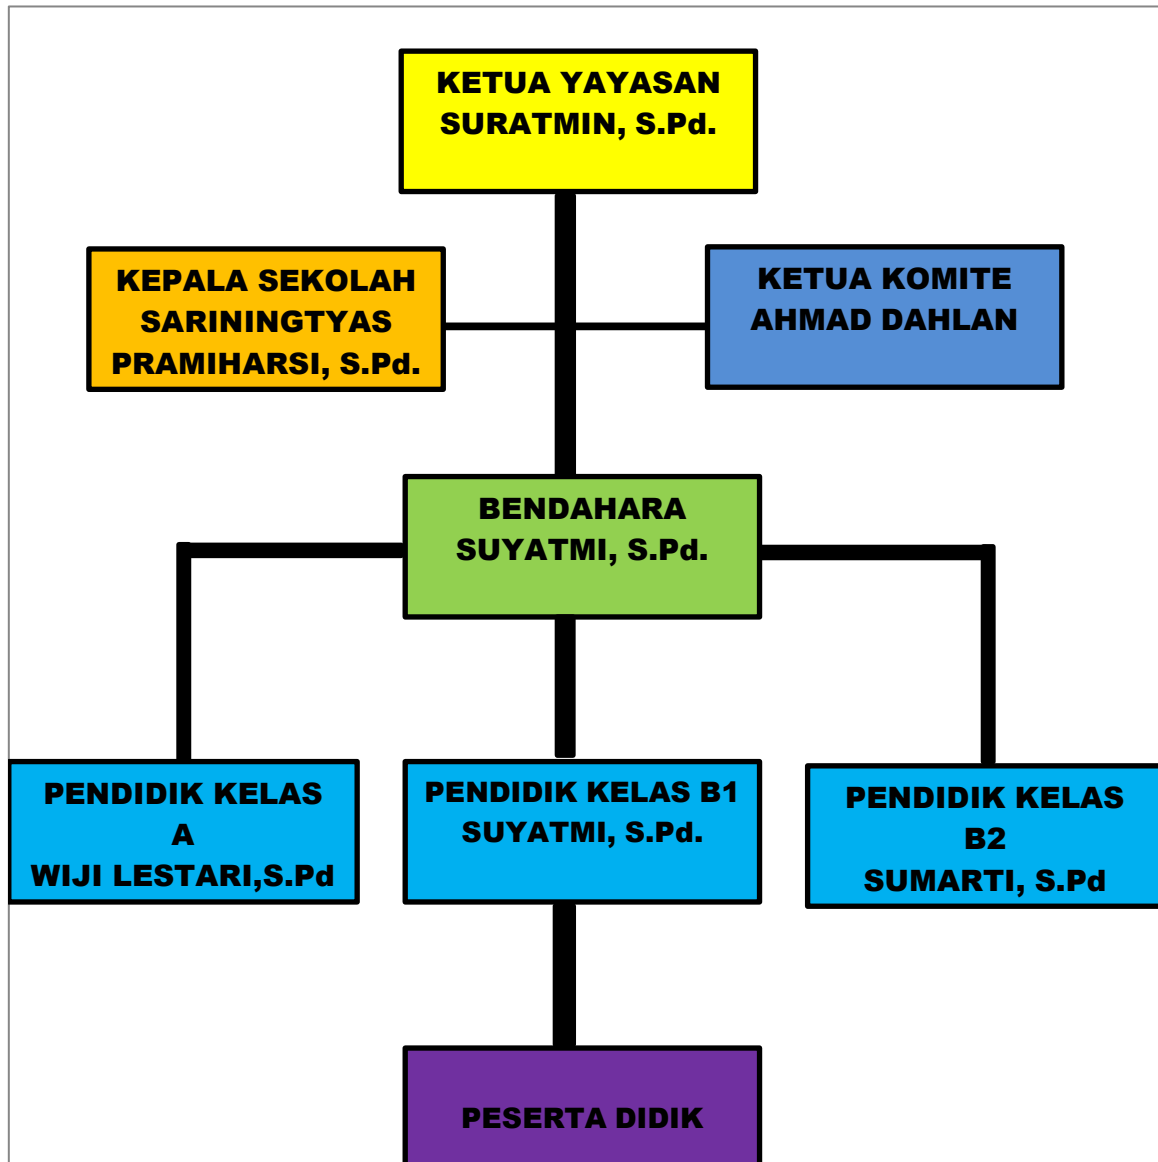 KETUA YAYASAN
SURATMIN, S.Pd.
KEPALA SEKOLAH
SARININGTYAS
PRAMIHARSI, S.Pd.
KETUA KOMITE
AHMAD DAHLAN
BENDAHARA
SUYATMI, S.Pd.
PENDIDIK KELAS
A
WIJI LESTARI,S.Pd
PENDIDIK KELAS B1
SUYATMI, S.Pd.
PENDIDIK KELAS
B2
SUMARTI, S.Pd
PESERTA DIDIK